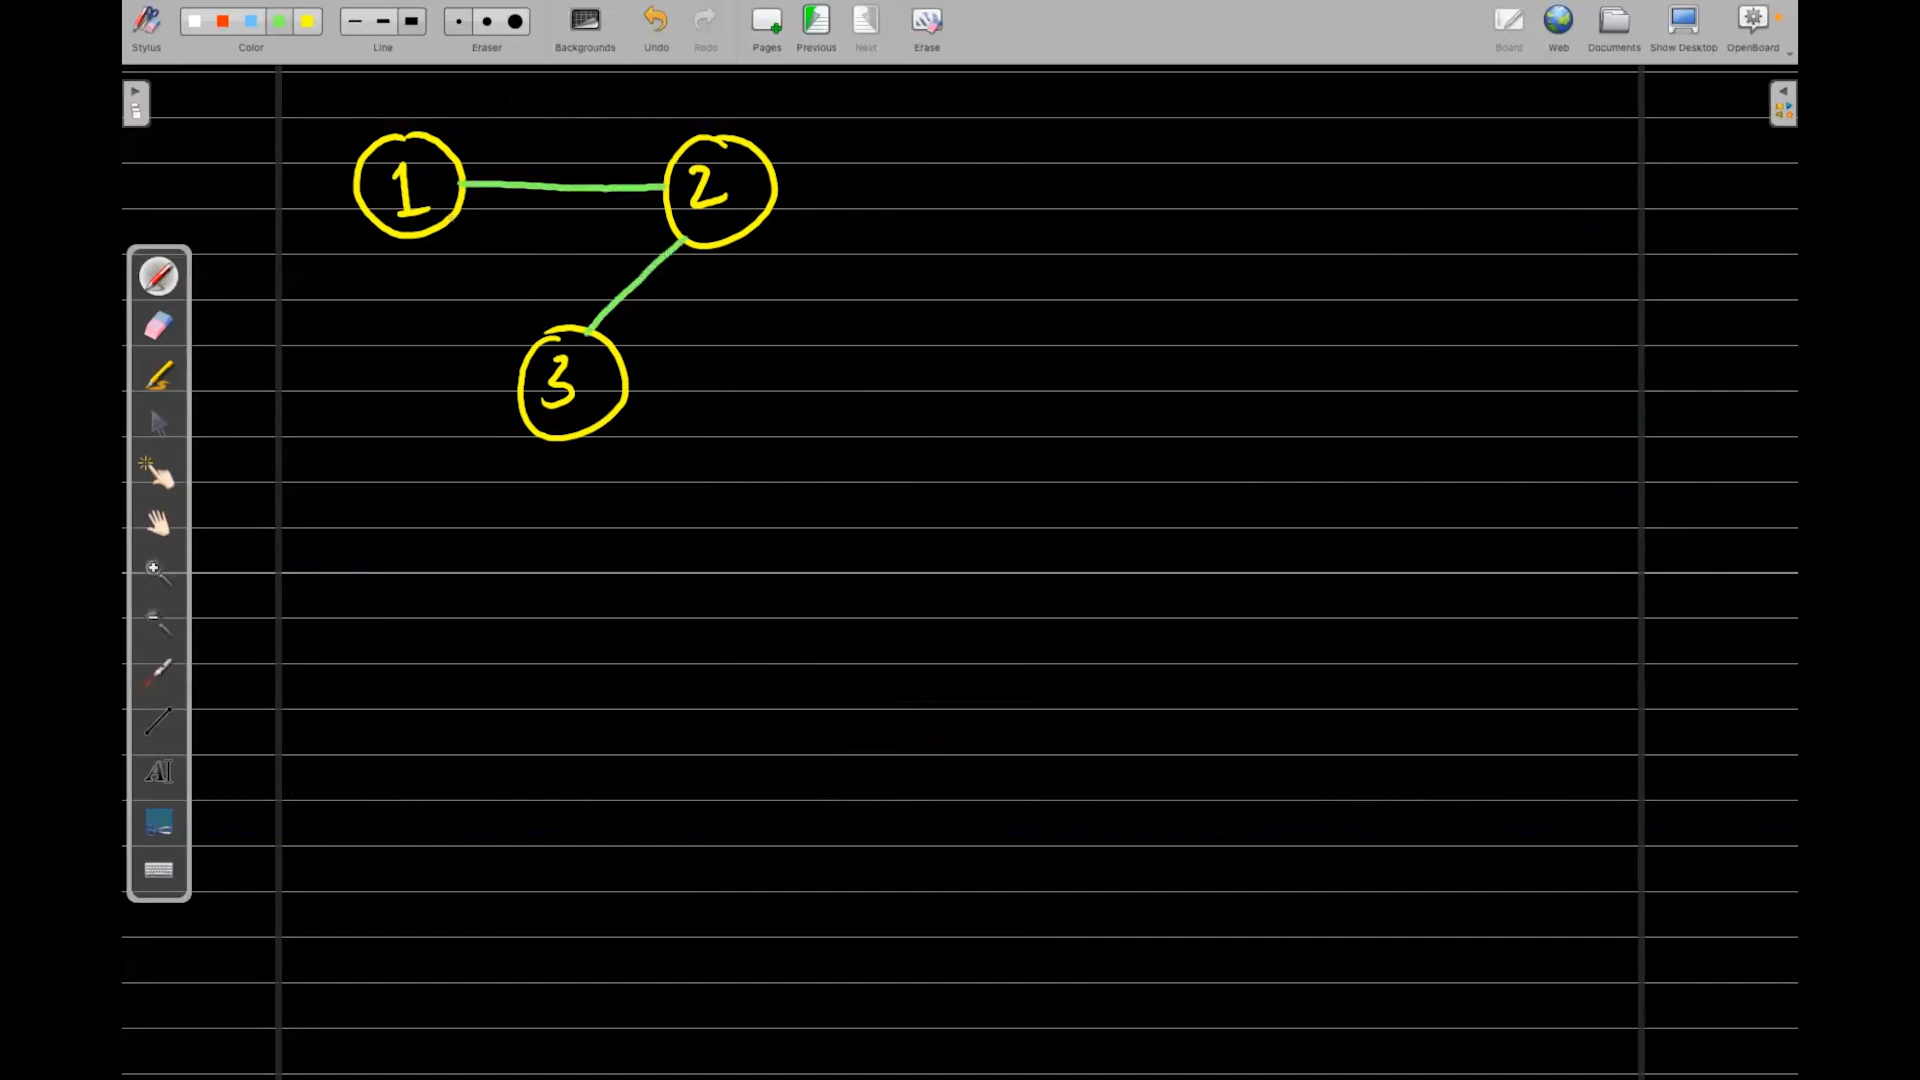 Stylus Color Line Eraser Backgrounds Undo Redo Pages Previous Next Erase Board Web Documents Show Desktop OpenBoard
1 2
3
AI